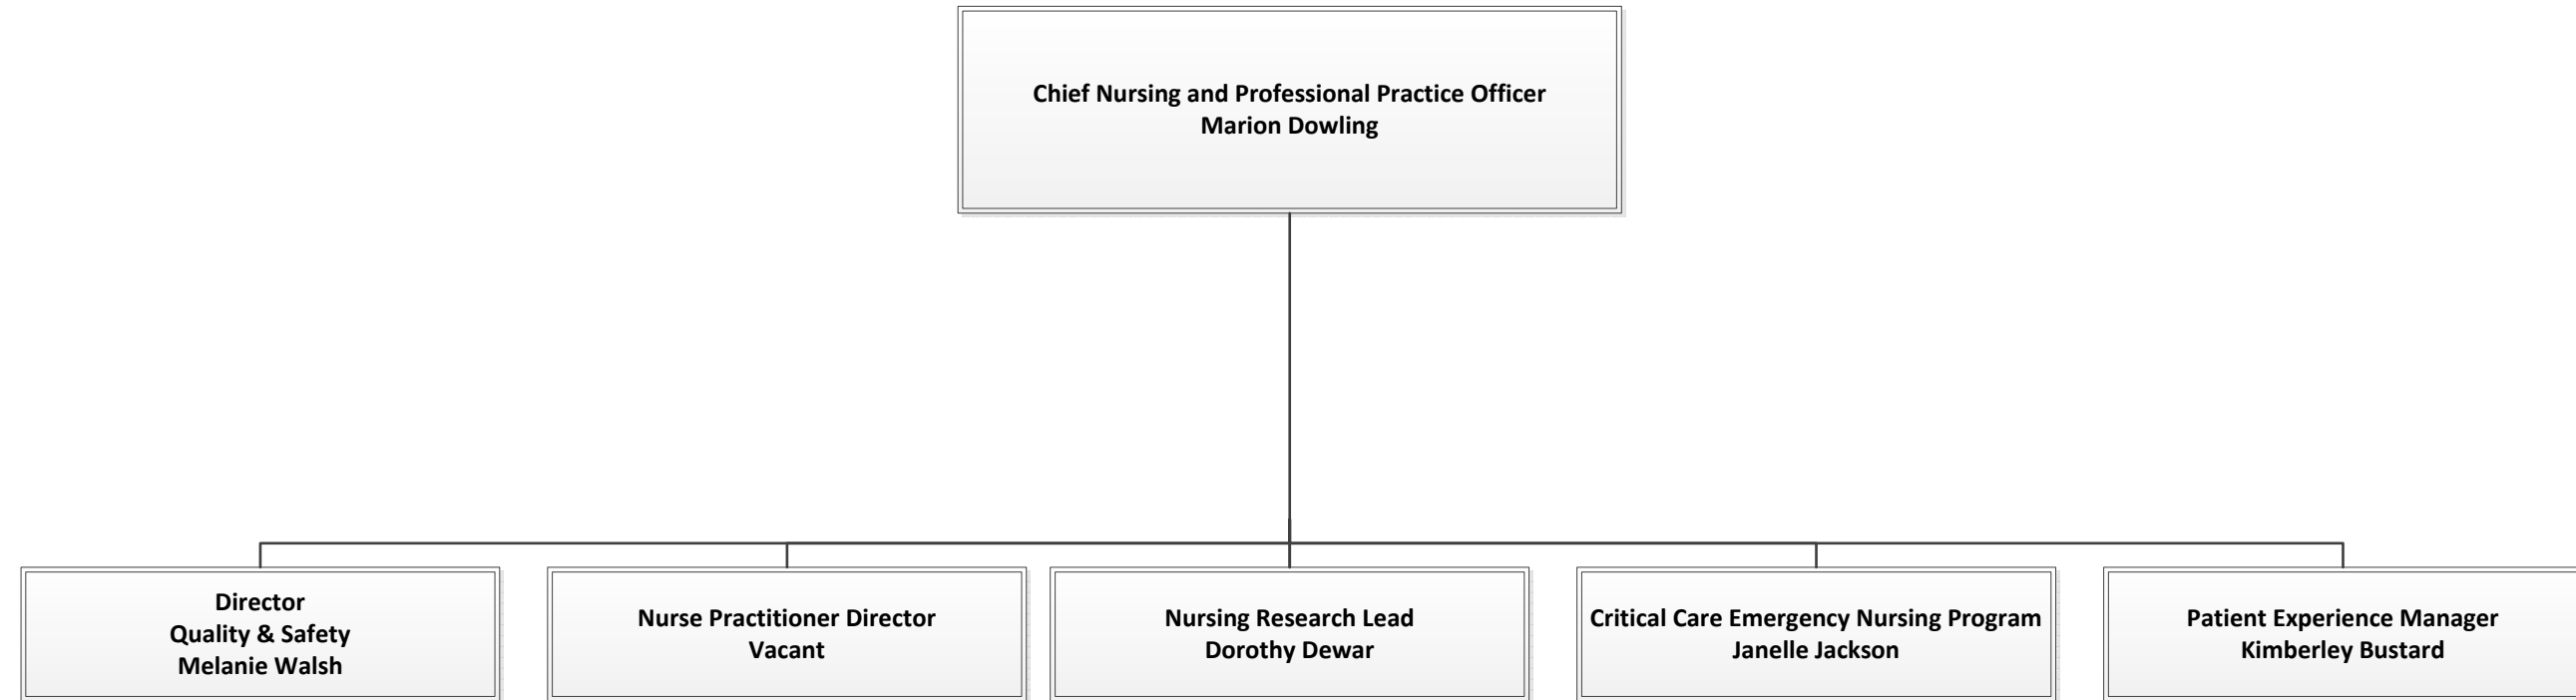 Chief Nursing and Professional Practice Officer
Marion Dowling
Director
Quality & Safety
Melanie Walsh
Nurse Practitioner Director
Vacant
Nursing Research Lead
Dorothy Dewar
Critical Care Emergency Nursing Program
Janelle Jackson
Patient Experience Manager
Kimberley Bustard